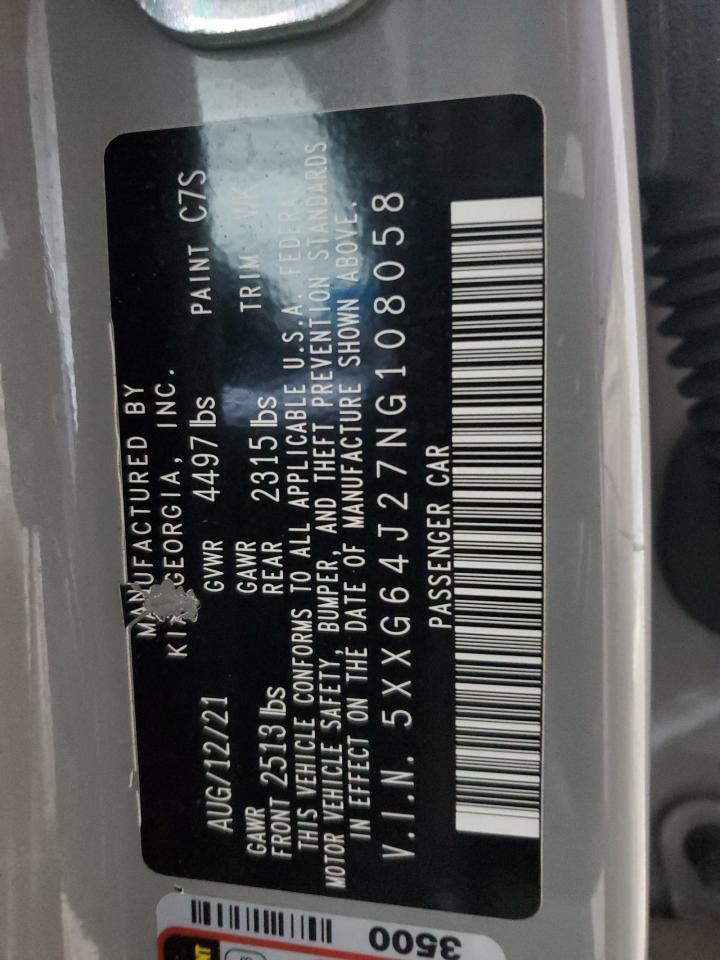 MANUFACTURED BY
KIA GEORGIA, INC.
AUG/12/21 GVWR 4497 lbs PAINT C7S
GAWR GAWR
FRONT 2513 lbs REAR 2315 lbs TRIM WK
THIS VEHICLE CONFORMS TO ALL APPLICABLE U.S.A. FEDERAL
MOTOR VEHICLE SAFETY, BUMPER, AND THEFT PREVENTION STANDARDS
IN EFFECT ON THE DATE OF MANUFACTURE SHOWN ABOVE.
V.I.N. 5XXG64J27NG108058
PASSENGER CAR
3500